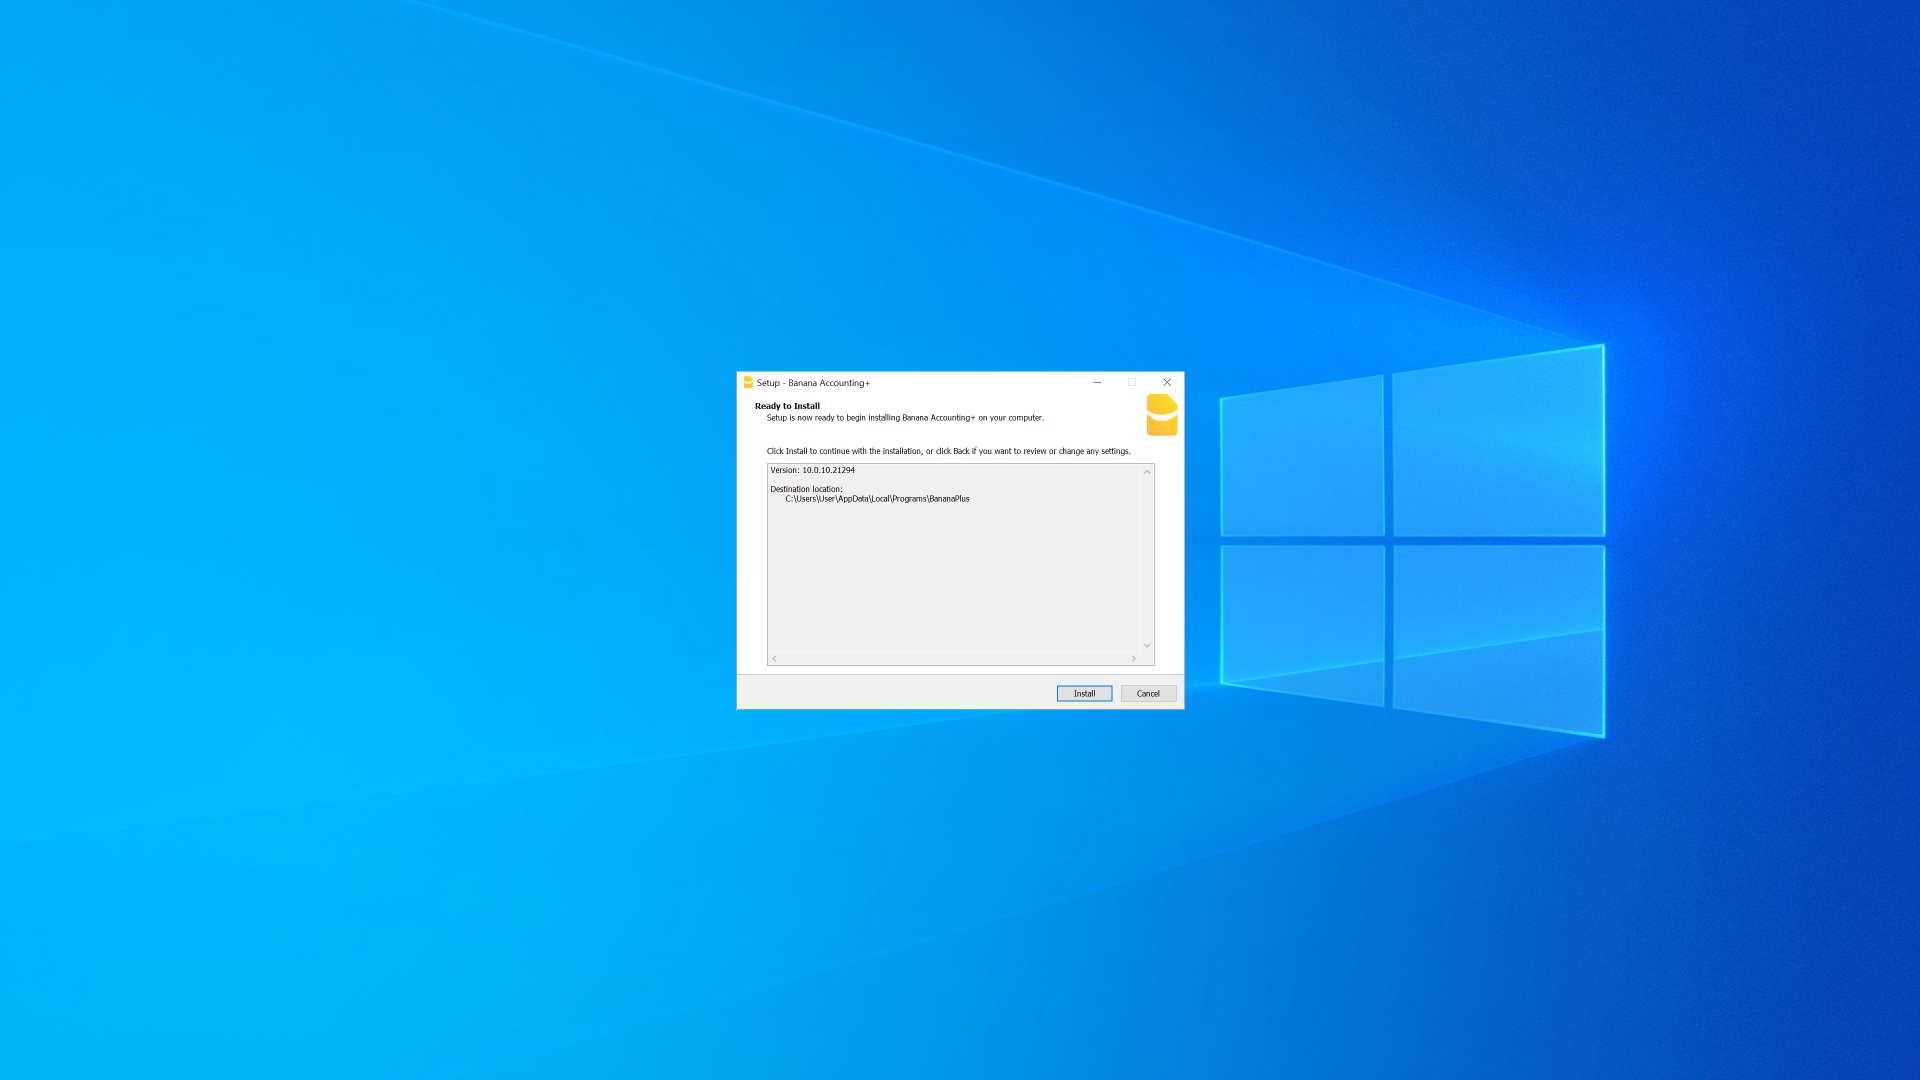 Setup - Banana Accounting+
Ready to Install
Setup is now ready to begin installing Banana Accounting+ on your computer.
Click Install to continue with the installation, or click Back if you want to review or change any settings.
Version: 10.0.10.21294
Destination location:
C:\Users\User\AppData\Local\Programs\BananaPlus
Install
Cancel